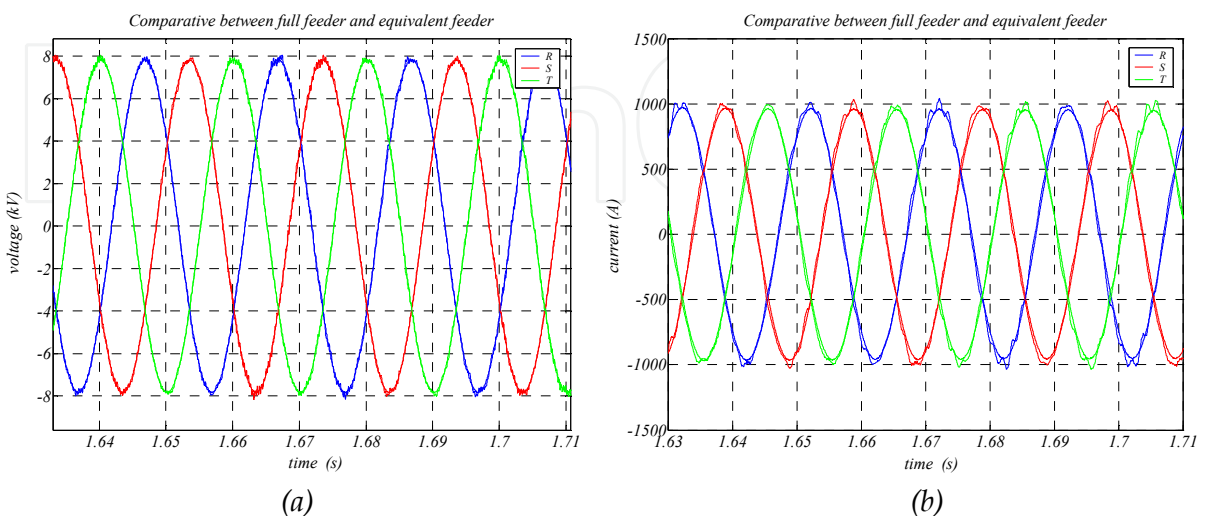 Comparative between full feeder and equivalent feeder
8
6
4
2
0
-2
-4
-6
-8
voltage (kV)
R
S
T
1.64 1.65 1.66 1.67 1.68 1.69 1.7 1.71
time (s)
(a)
Comparative between full feeder and equivalent feeder
1500
1000
500
0
-500
-1000
-1500
current (A)
R
S
T
1.63 1.64 1.65 1.66 1.67 1.68 1.69 1.7 1.71
time (s)
(b)